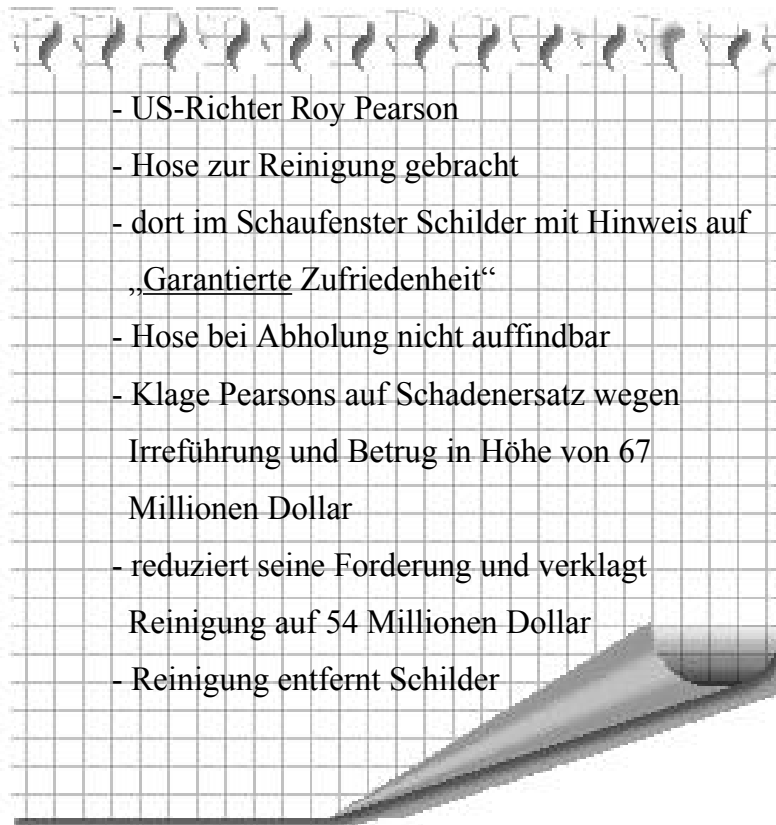 - US-Richter Roy Pearson
- Hose zur Reinigung gebracht
- dort im Schaufenster Schilder mit Hinweis auf
„Garantierte Zufriedenheit“
- Hose bei Abholung nicht auffindbar
- Klage Pearsons auf Schadenersatz wegen
Irreführung und Betrug in Höhe von 67
Millionen Dollar
- reduziert seine Forderung und verklagt
Reinigung auf 54 Millionen Dollar
- Reinigung entfernt Schilder